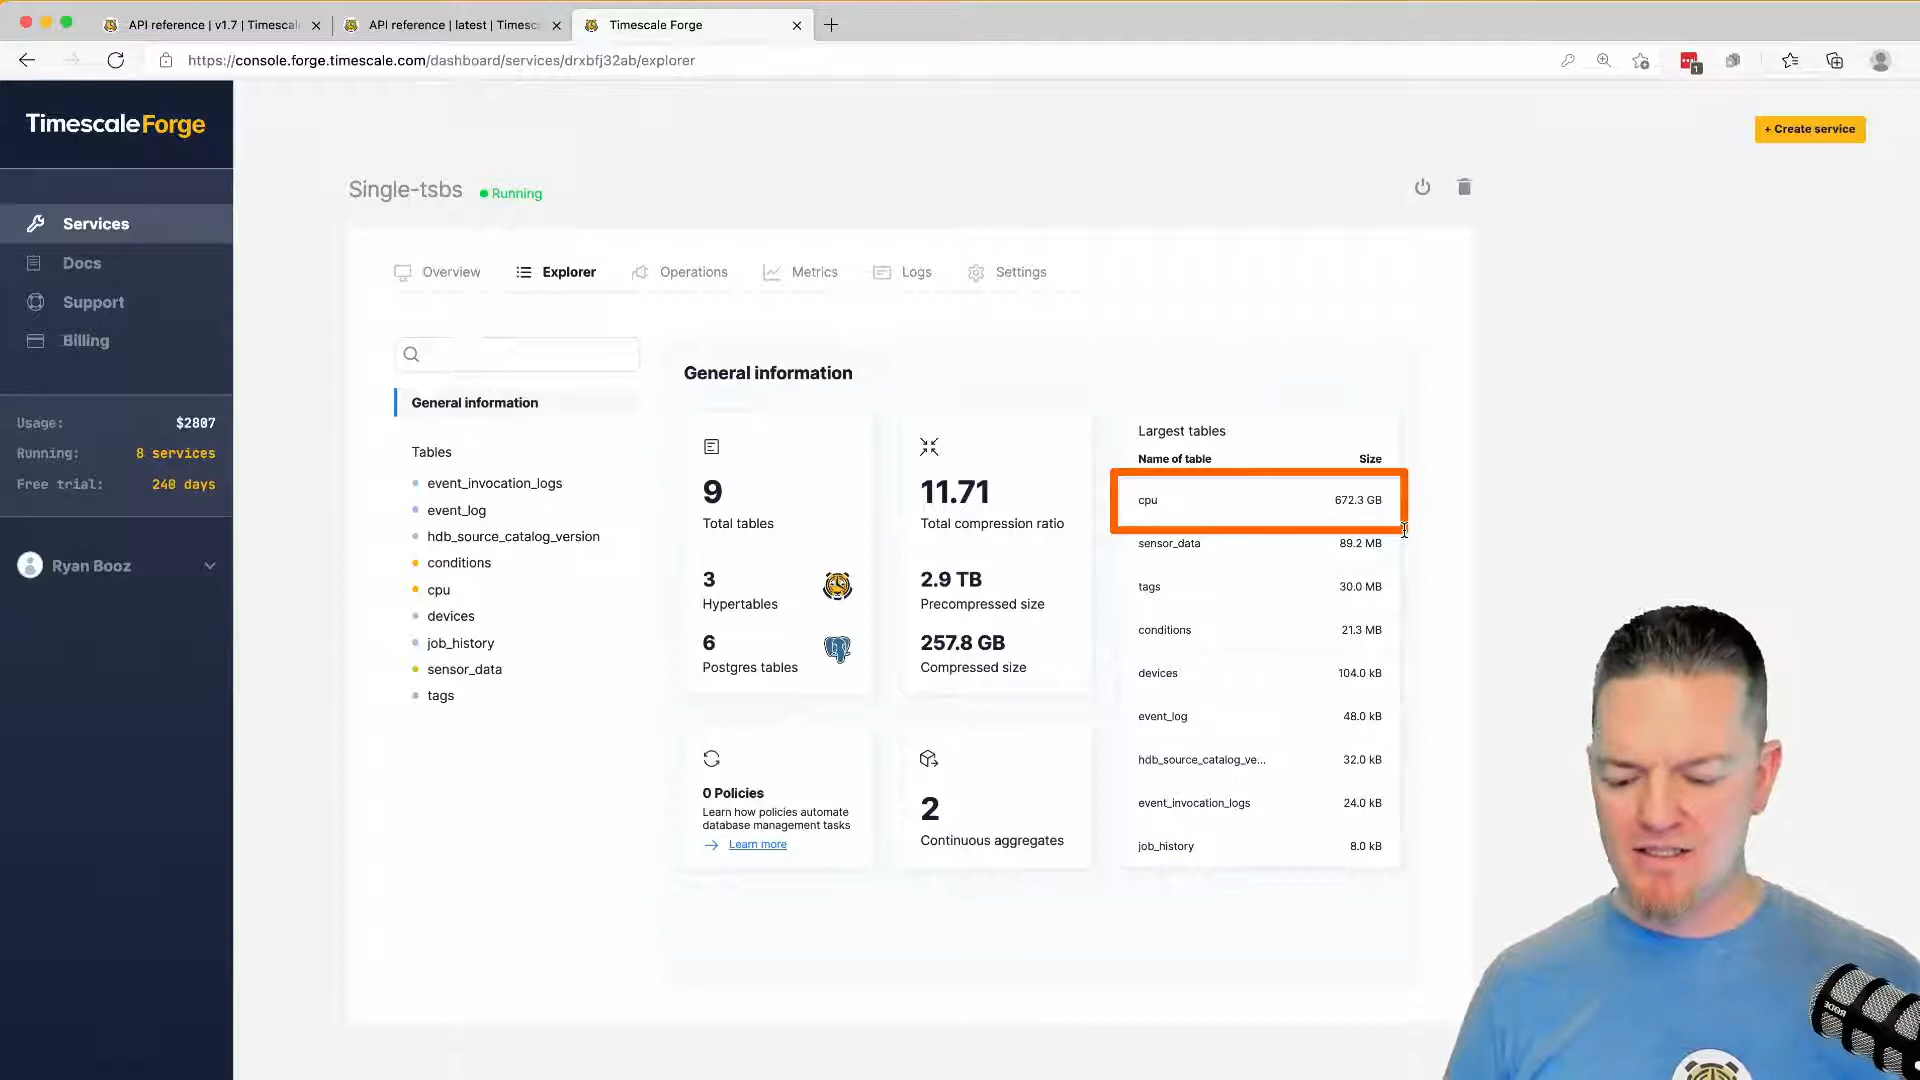 API reference | v1.7 | Timescal
API reference | latest | Timesc
Timescale Forge
https://console.forge.timescale.com/dashboard/services/drxbfj32ab/explorer
1
TimescaleForge
+ Create service
Single-tsbs
Running
Services
Docs
Support
Billing
Usage: $2807
Running: 8 services
Free trial: 240 days
Ryan Booz
Overview
Explorer
Operations
Metrics
Logs
Settings
General information
Tables
event_invocation_logs
event_log
hdb_source_catalog_version
conditions
cpu
devices
job_history
sensor_data
tags
General information
9
Total tables
3
Hypertables
6
Postgres tables
11.71
Total compression ratio
2.9 TB
Precompressed size
257.8 GB
Compressed size
0 Policies
Learn how policies automate
database management tasks
Learn more
2
Continuous aggregates
Largest tables
Name of table Size
cpu 672.3 GB
sensor_data 89.2 MB
tags 30.0 MB
conditions 21.3 MB
devices 104.0 kB
event_log 48.0 kB
hdb_source_catalog_ve... 32.0 kB
event_invocation_logs 24.0 kB
job_history 8.0 kB
RODE